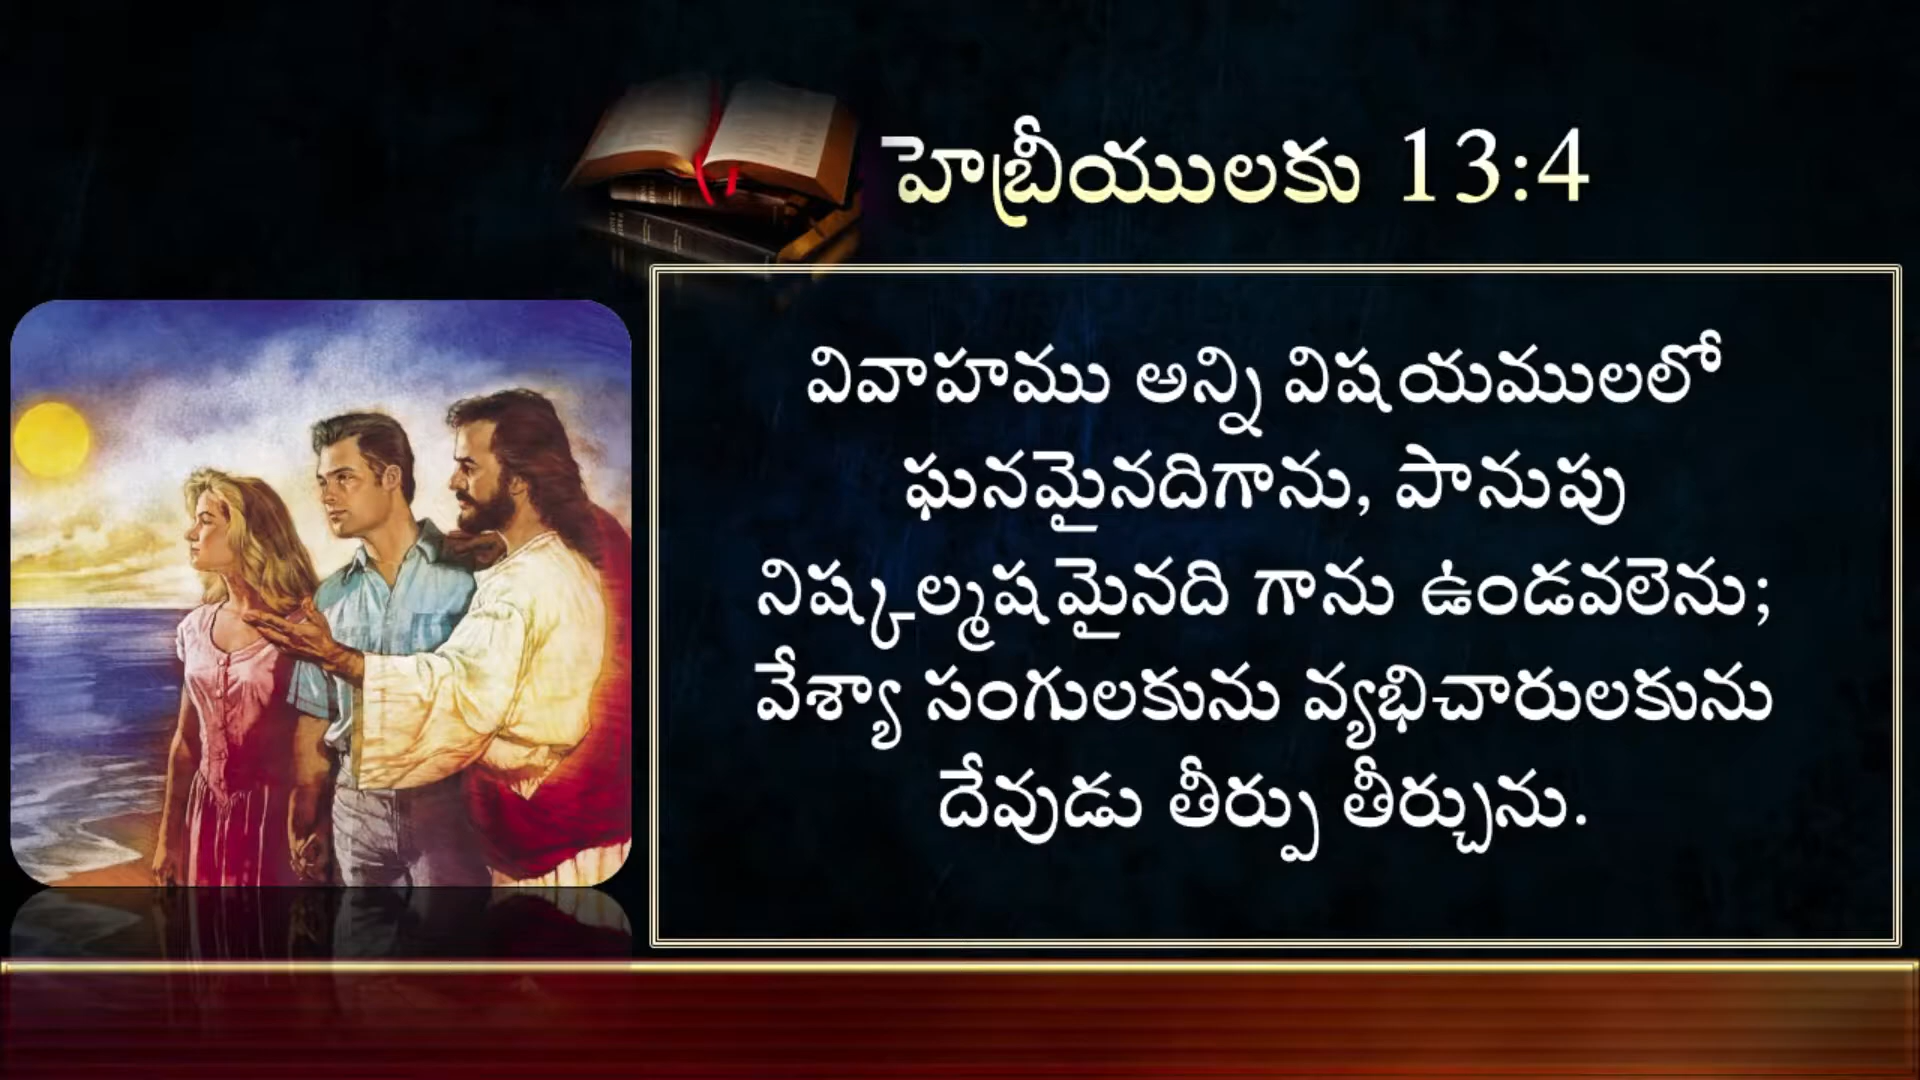 హెబ్రీయులకు 13:4
వివాహము అన్ని విషయములలో
ఘనమైనదిగాను, పానుపు
నిష్కల్మషమైనది గాను ఉండవలెను;
వేశ్యా సంగులకును వ్యభిచారులకును
దేవుడు తీర్పు తీర్చును.